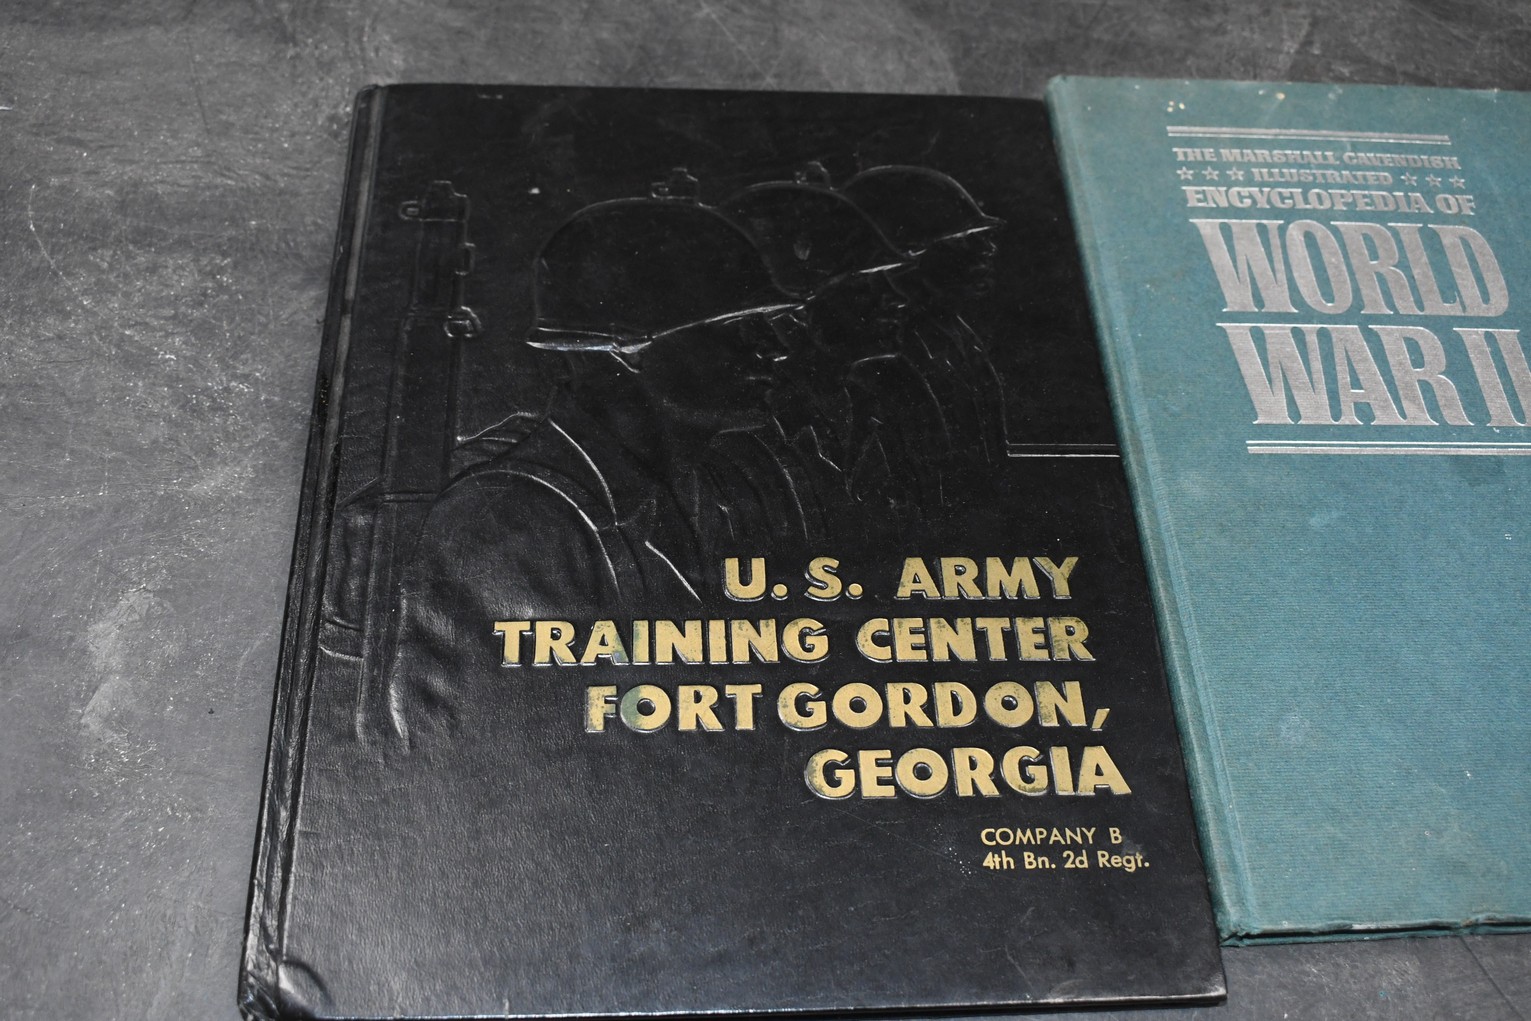 U. S. ARMY
TRAINING CENTER
FORT GORDON,
GEORGIA
COMPANY B
4th Bn. 2d Regt.
THE MARSHALL CAVENDISH
ILLUSTRATED
ENCYCLOPEDIA OF
WORLD
WAR II